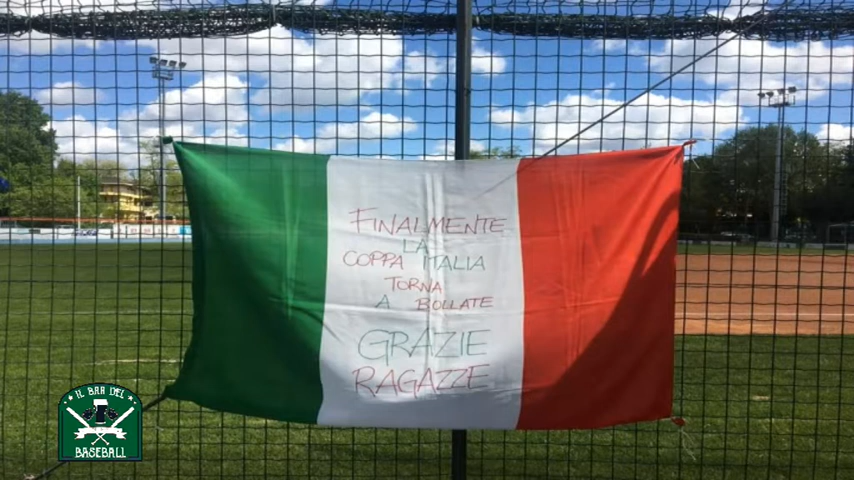 FINALMENTE
LA
COPPA ITALIA
TORNA
A BOLLATE
GRAZIE
RAGAZZE
IL BAR DEL
BASEBALL